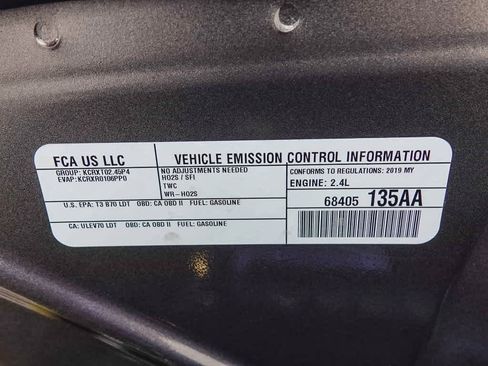 FCA US LLC
VEHICLE EMISSION CONTROL INFORMATION
GROUP: KCRXT02.45P4
EVAP: KCRXR0106PP0
NO ADJUSTMENTS NEEDED
HO2S / SFI
TWC
WR-HO2S
CONFORMS TO REGULATIONS: 2019 MY
ENGINE: 2.4L
U.S. EPA: T3 B70 LDT OBD: CA OBD II FUEL: GASOLINE
68405 135AA
CA: ULEV70 LDT OBD: CA OBD II FUEL: GASOLINE